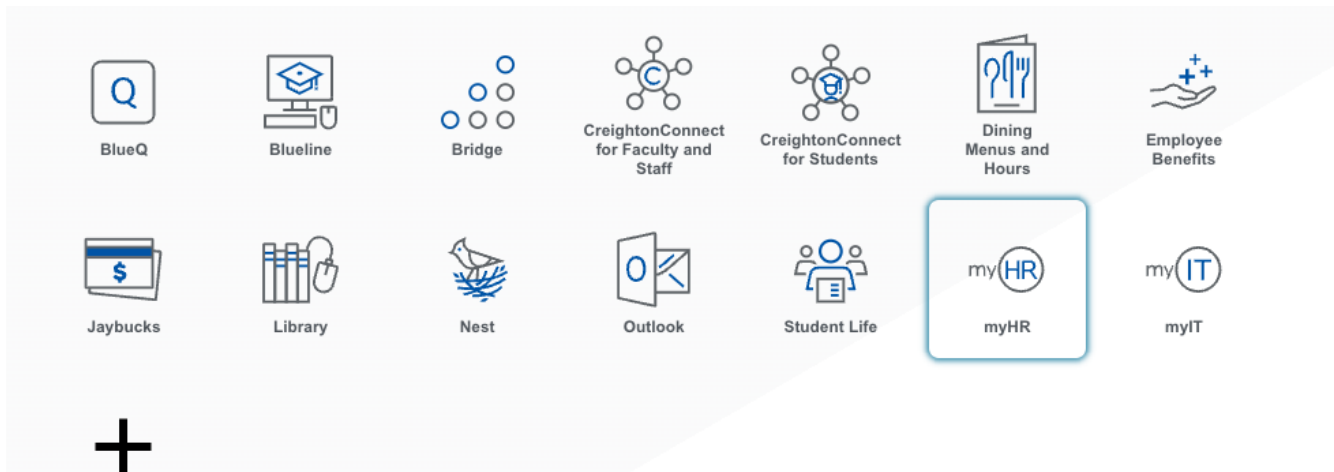 Q
BlueQ
Blueline
Bridge
C
CreightonConnect
for Faculty and
Staff
CreightonConnect
for Students
Dining
Menus and
Hours
Employee
Benefits
$
Jaybucks
Library
Nest
O
Outlook
Student Life
my HR
myHR
my IT
myIT